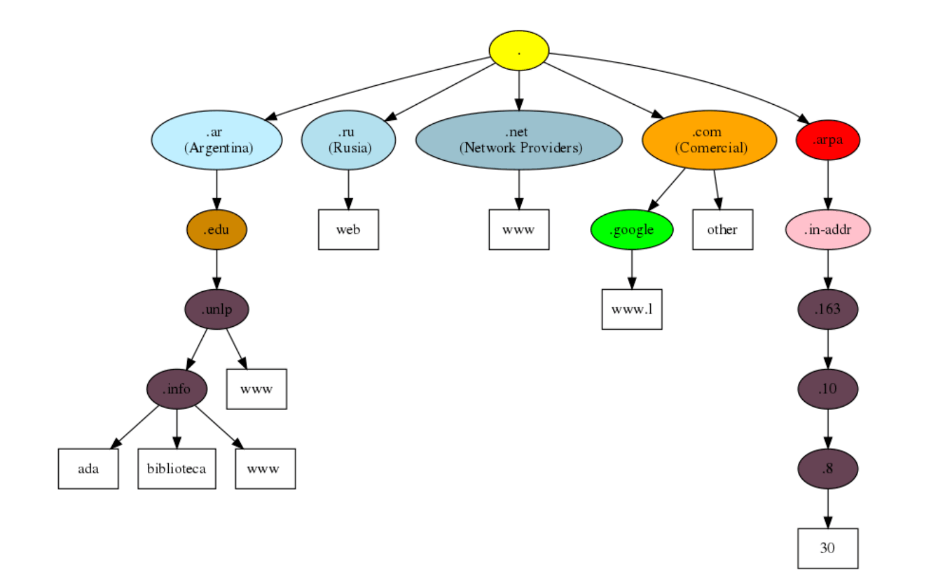 .
.ar
(Argentina)
.ru
(Rusia)
.net
(Network Providers)
.com
(Comercial)
.arpa
.edu
web
www
.google
other
.in-addr
.unlp
www.l
.163
.info
www
.10
ada
biblioteca
www
.8
30